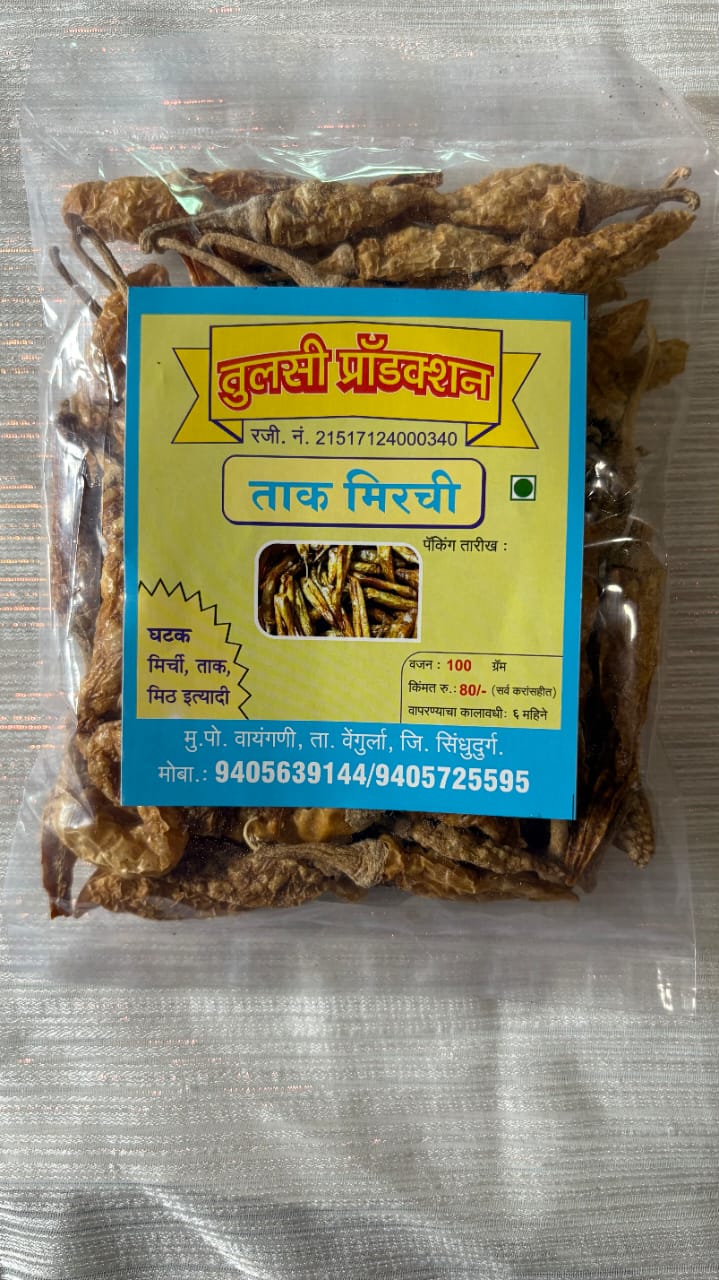 तुलसी प्रॉडक्शन
रजी. नं. 21517124000340
ताक मिरची
पॅकिंग तारीख :
घटक
मिर्ची, ताक,
मिठ इत्यादी
वजन : 100 ग्रॅम
किंमत रु.: 80/- (सर्व करांसहीत)
वापरण्याचा कालावधी: ६ महिने
मु.पो. वायंगणी, ता. वेंगुर्ला, जि. सिंधुदुर्ग.
मोबा.: 9405639144/9405725595